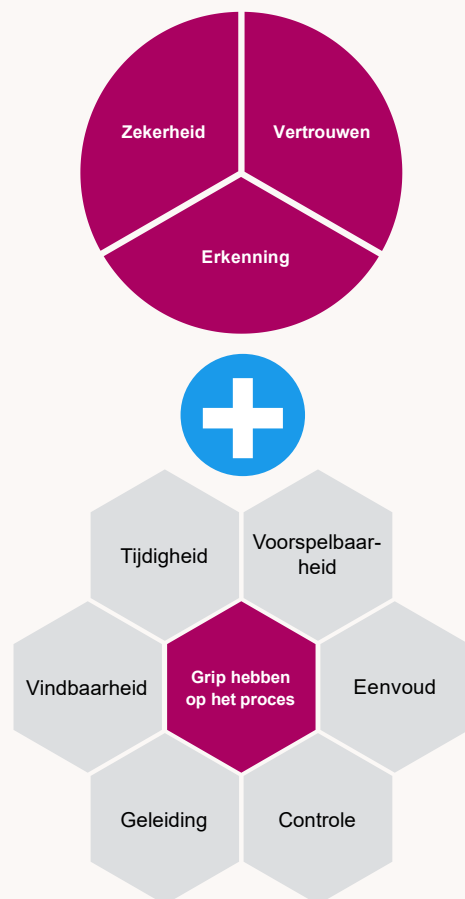 Zekerheid
Vertrouwen
Erkenning
Tijdigheid
Voorspelbaar-
heid
Vindbaarheid
Grip hebben
op het proces
Eenvoud
Geleiding
Controle